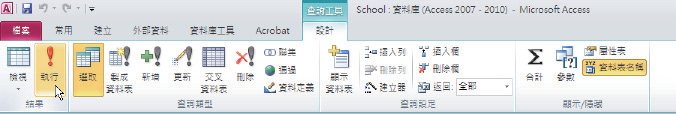 查詢工具 School : 資料庫 (Access 2007 - 2010) - Microsoft Access
檔案 常用 建立 外部資料 資料庫工具 Acrobat 設計
檢視 執行 選取 製成資料表 新增 更新 交叉資料表 刪除 聯集 通過 資料定義 顯示資料表 插入列 刪除列 建立器 插入欄 刪除欄 返回: 全部 合計 參數 屬性表 資料表名稱
結果 查詢類型 查詢設定 顯示/隱藏